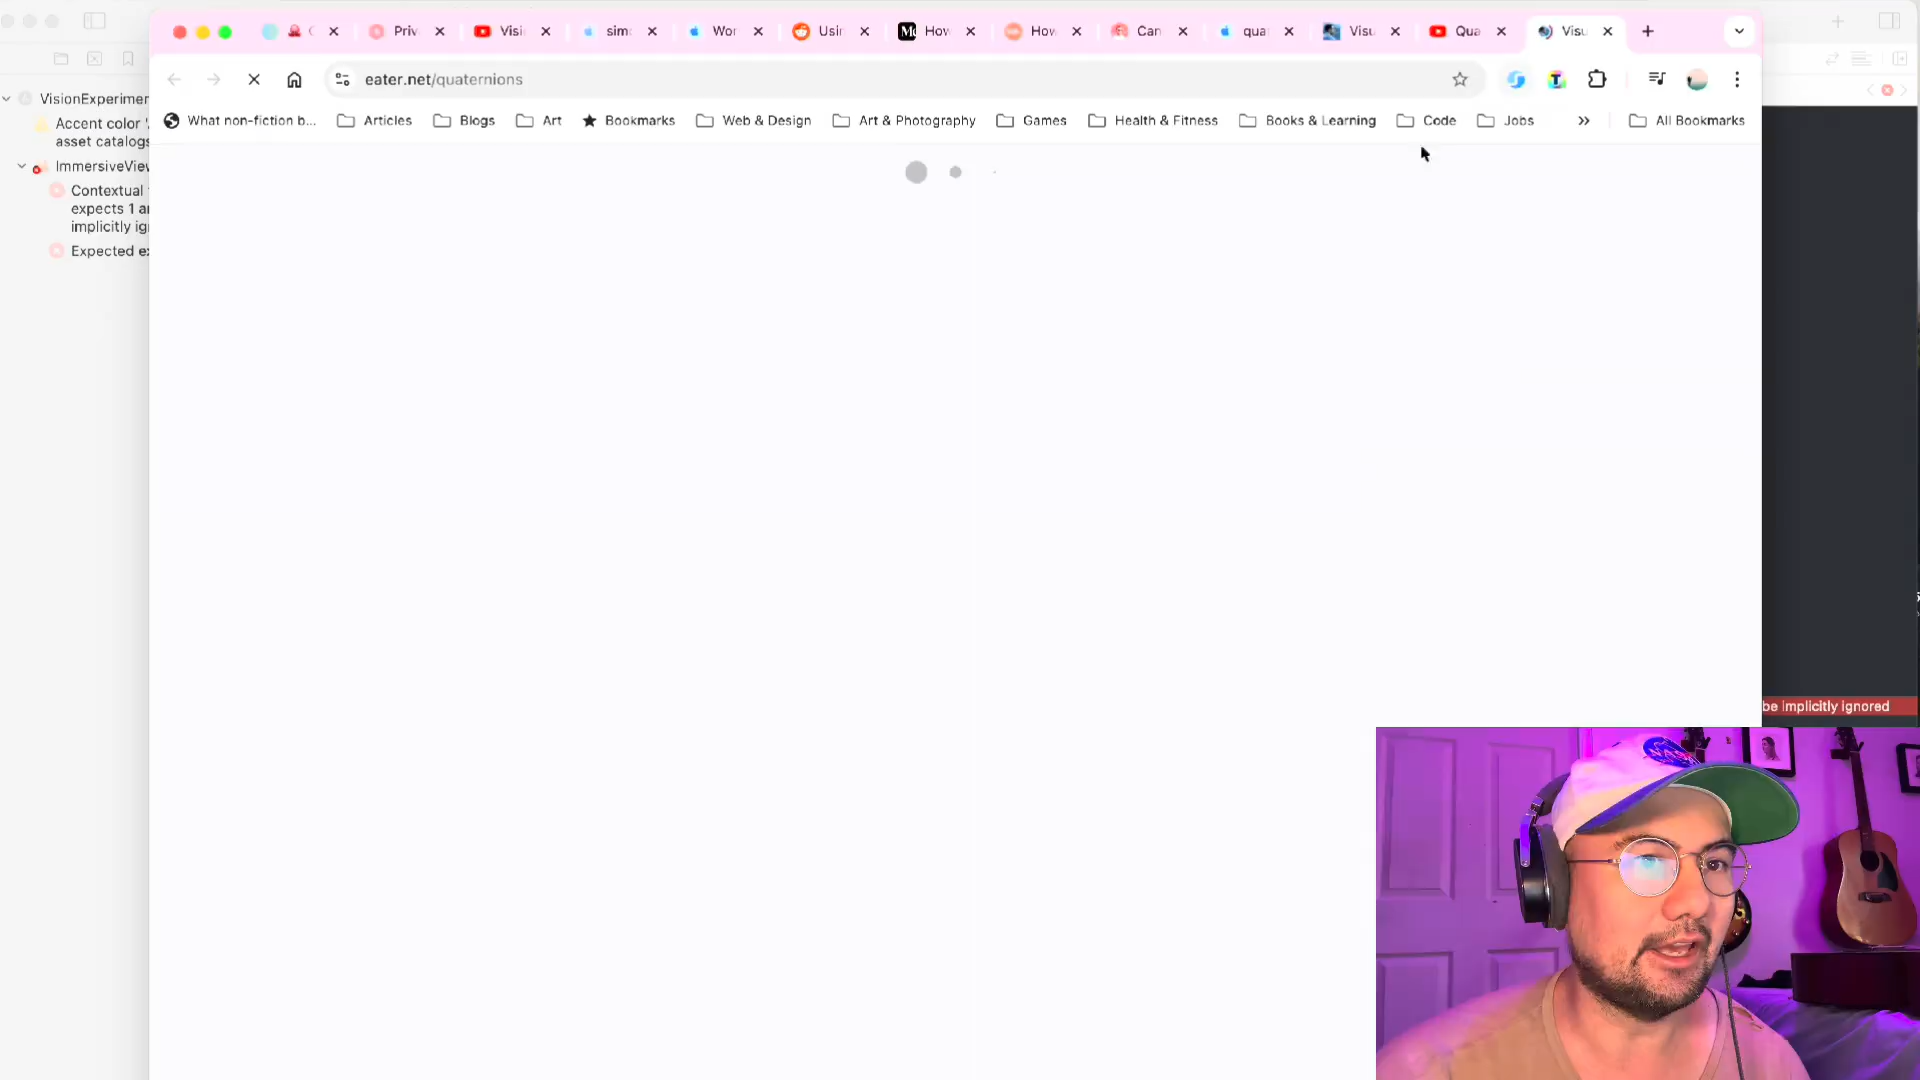 Priv
Visi
sim
Wor
Usin
How
How
Can
qua
Visu
Qua
Visu
eater.net/quaternions
What non-fiction b...
Articles
Blogs
Art
Bookmarks
Web & Design
Art & Photography
Games
Health & Fitness
Books & Learning
Code
Jobs
All Bookmarks
VisionExperimen
Accent color '
asset catalogs
ImmersiveView
Contextual
expects 1 a
implicitly ig
Expected e
be implicitly ignored